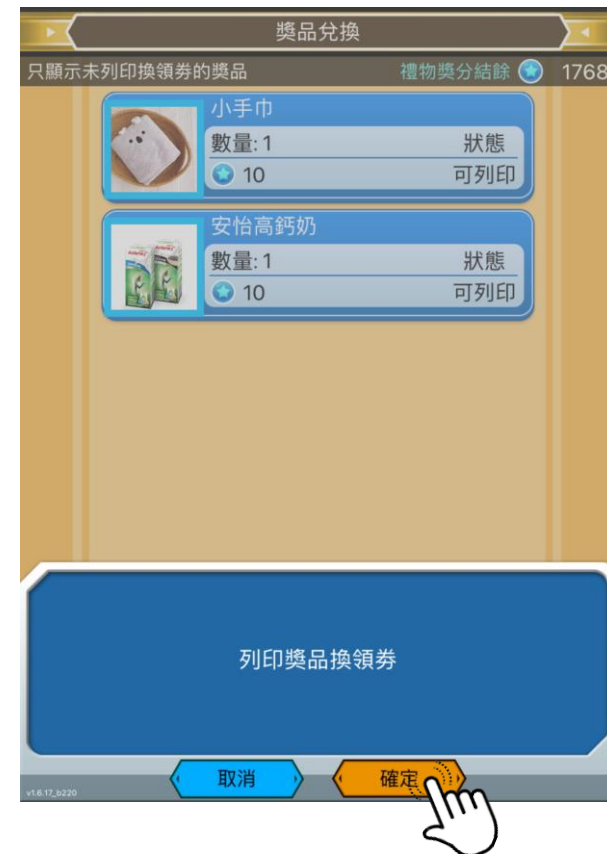 獎品兌換
只顯示未列印換領券的獎品 禮物獎分結餘 1768
小手巾
數量: 1 狀態
10 可列印
安怡高鈣奶
數量: 1 狀態
10 可列印
列印獎品換領券
取消 確定
v1.6.17_b220